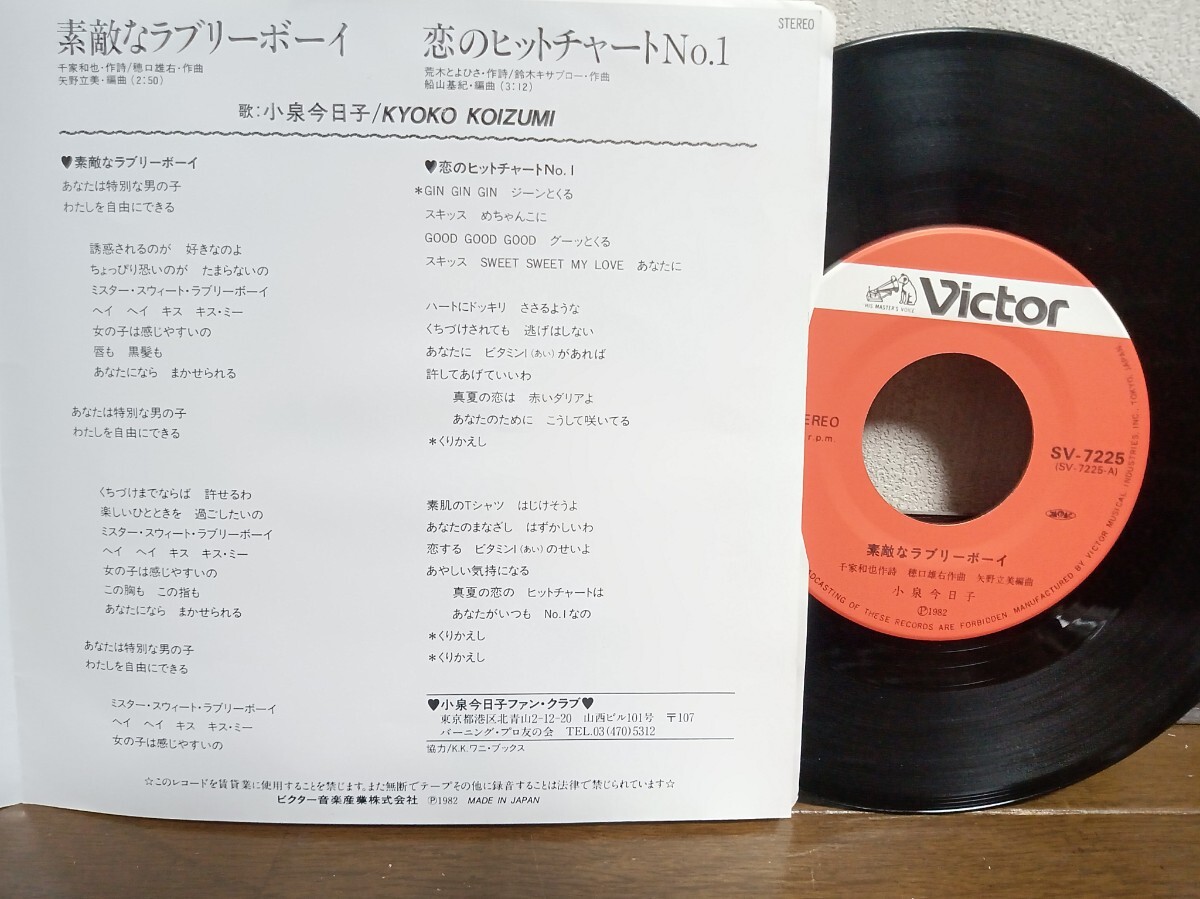 STEREO
素敵なラブリーボーイ
千家和也・作詩/穂口雄右・作曲
矢野立美・編曲(2:50)
恋のヒットチャートNo.1
荒木とよひさ・作詩/鈴木キサブロー・作曲
船山基紀・編曲(3:12)
歌:小泉今日子/KYOKO KOIZUMI
♥素敵なラブリーボーイ
あなたは特別な男の子
わたしを自由にできる
誘惑されるのが 好きなのよ
ちょっぴり恐いのが たまらないの
ミスター・スウィート・ラブリーボーイ
ヘイ ヘイ キス キス・ミー
女の子は感じやすいの
唇も 黒髪も
あなたになら まかせられる
あなたは特別な男の子
わたしを自由にできる
くちづけまでならば 許せるわ
楽しいひとときを 過ごしたいの
ミスター・スウィート・ラブリーボーイ
ヘイ ヘイ キス キス・ミー
女の子は感じやすいの
この胸も この指も
あなたになら まかせられる
あなたは特別な男の子
わたしを自由にできる
ミスター・スウィート・ラブリーボーイ
ヘイ ヘイ キス キス・ミー
女の子は感じやすいの
♥恋のヒットチャートNo.1
*GIN GIN GIN ジーンとくる
スキッス めちゃんこに
GOOD GOOD GOOD グーッとくる
スキッス SWEET SWEET MY LOVE あなたに
ハートにドッキリ ささるような
くちづけされても 逃げはしない
あなたに ビタミンI(あい)があれば
許してあげていいわ
真夏の恋は 赤いダリアよ
あなたのために こうして咲いてる
*くりかえし
素肌のTシャツ はじけそうよ
あなたのまなざし はずかしいわ
恋する ビタミンI(あい)のせいよ
あやしい気持になる
真夏の恋の ヒットチャートは
あなたがいつも No.1なの
*くりかえし
*くりかえし
♥小泉今日子ファン・クラブ♥
東京都港区北青山2-12-20 山西ビル101号 〒107
バーニング・プロ友の会 TEL.03(470)5312
協力/K.K.ワニ・ブックス
☆このレコードを賃貸業に使用することを禁じます。また無断でテープその他に録音することは法律で禁じられています☆
ビクター音楽産業株式会社 Ⓟ1982 MADE IN JAPAN
HIS MASTER'S VOICE
Victor
EREO
r.p.m.
SV-7225
(SV-7225-A)
素敵なラブリーボーイ
千家和也作詩 穂口雄右作曲 矢野立美編曲
小泉今日子
Ⓟ1982
DCASTING OF THESE RECORDS ARE FORBIDDEN. MANUFACTURED BY VICTOR MUSICAL INDUSTRIES, INC., TOKYO, JAPAN